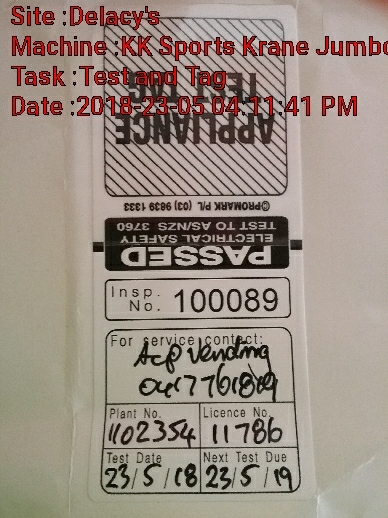 Site :Delacy's
Machine :KK Sports Krane Jumbo
Task :Test and Tag
Date :2018-23-05 04:11:41 PM
APPLIANCE
TEST TAG
©PROMARK P/L (03) 9639 1333
PASSED
ELECTRICAL SAFETY
TEST TO AS/NZS 3760
Insp. No. 100089
For service contact:
Acp Vending
Plant No. Licence No.
1102354 11786
Test Date Next Test Due
23/5/18 23/5/19